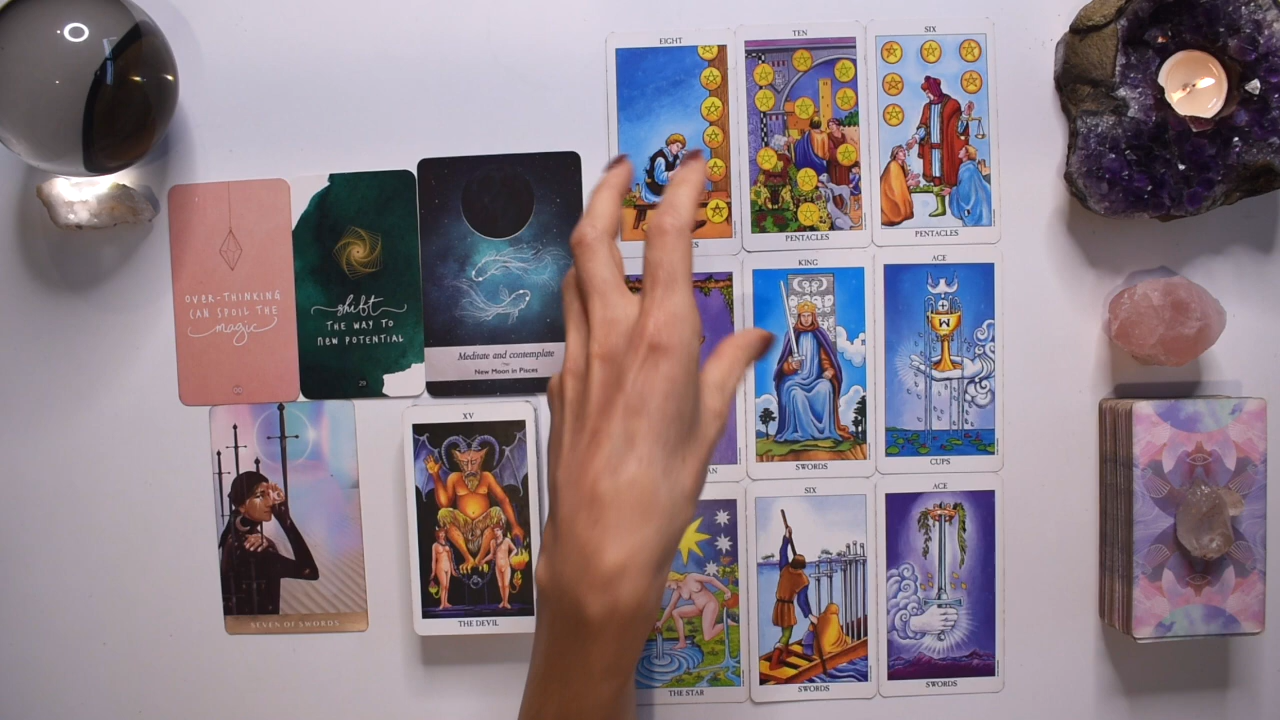 EIGHT
TEN
SIX
PENTACLES
PENTACLES
OVER-THINKING
CAN SPOIL THE
magic
shift
THE WAY TO
NEW POTENTIAL
29
Meditate and contemplate
New Moon in Pisces
KING
SWORDS
ACE
CUPS
SEVEN OF SWORDS
XV
THE DEVIL
THE STAR
SIX
SWORDS
ACE
SWORDS